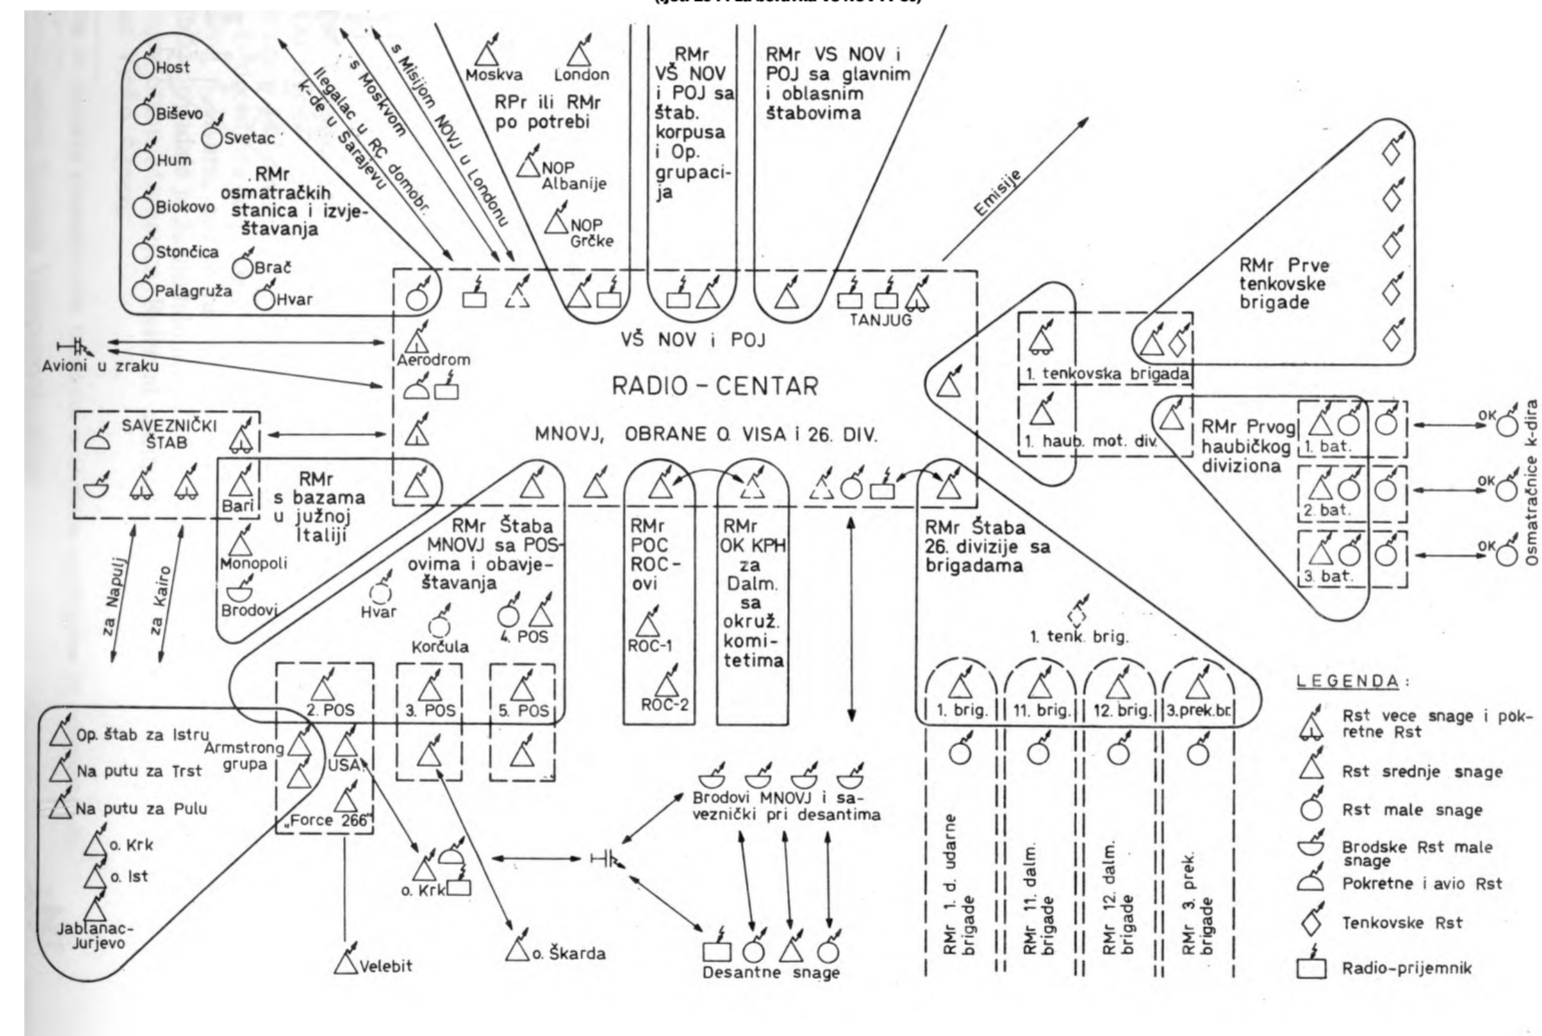 Host
Biševo
Svetac
Hum
Biokovo
Stončica
Palagruža
Brač
Hvar
RMr
osmatračkih
stanica i izvje-
štavanja
Ilegalac u RC domobr.
k-de u Sarajevu
s Moskvom
s Misijom NOVJ u Londonu
Moskva
London
RPr ili RMr
po potrebi
NOP
Albanije
NOP
Grčke
RMr
VŠ NOV
i POJ sa
štab.
korpusa
i Op.
grupaci-
ja
RMr VŠ NOV i
POJ sa glavnim
i oblasnim
štabovima
Emisije
TANJUG
VŠ NOV i POJ
RADIO-CENTAR
MNOVJ, OBRANE O. VISA i 26. DIV.
Aerodrom
Avioni u zraku
SAVEZNIČKI
ŠTAB
za Napulj
za Kairo
Bari
Monopoli
Brodovi
RMr
s bazama
u južnoj
Italiji
RMr Prve
tenkovske
brigade
1. tenkovska brigada
1. haub. mot. div.
RMr Prvog
haubičkog
diviziona
1. bat.
2. bat.
3. bat.
OK
OK
OK
Osmatračnice k-dira
RMr Štaba
MNOVJ sa POS-
ovima i obavje-
štavanja
Hvar
Korčula
4. POS
2. POS
3. POS
5. POS
Armstrong
grupa
USA
„Force 266"
RMr
POC
ROC-
ovi
ROC-1
ROC-2
RMr
OK KPH
za
Dalm.
sa
okruž.
komi-
tetima
RMr Štaba
26. divizije sa
brigadama
1. tenk. brig.
1. brig.
11. brig.
12. brig.
3.prek.br.
RMr 1. d. udarne
brigade
RMr 11. dalm.
brigade
RMr 12. dalm.
brigade
RMr 3. prek.
brigade
Op. štab za Istru
Na putu za Trst
Na putu za Pulu
o. Krk
o. Ist
Jablanac-
Jurjevo
Velebit
o. Krk
o. Škarda
Brodovi MNOVJ i sa-
veznički pri desantima
Desantne snage
LEGENDA:
Rst vece snage i pok-
retne Rst
Rst srednje snage
Rst male snage
Brodske Rst male
snage
Pokretne i avio Rst
Tenkovske Rst
Radio-prijemnik